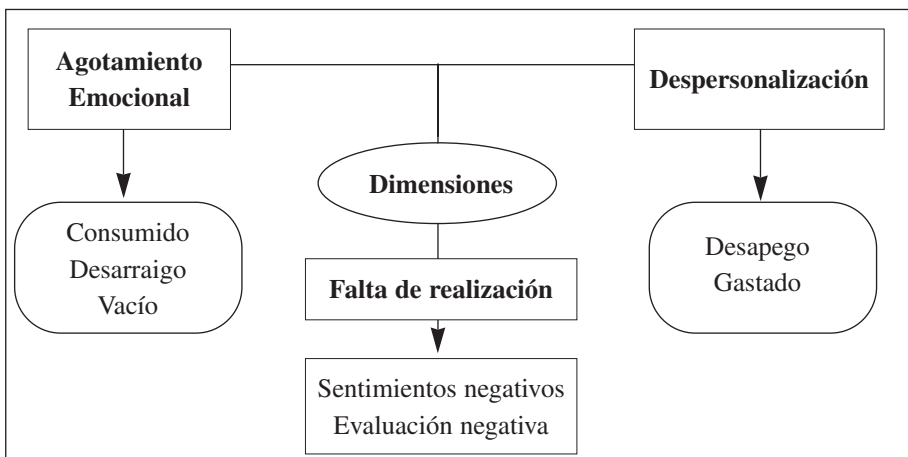 Agotamiento
Emocional
Despersonalización
Dimensiones
Consumido
Desarraigo
Vacío
Desapego
Gastado
Falta de realización
Sentimientos negativos
Evaluación negativa